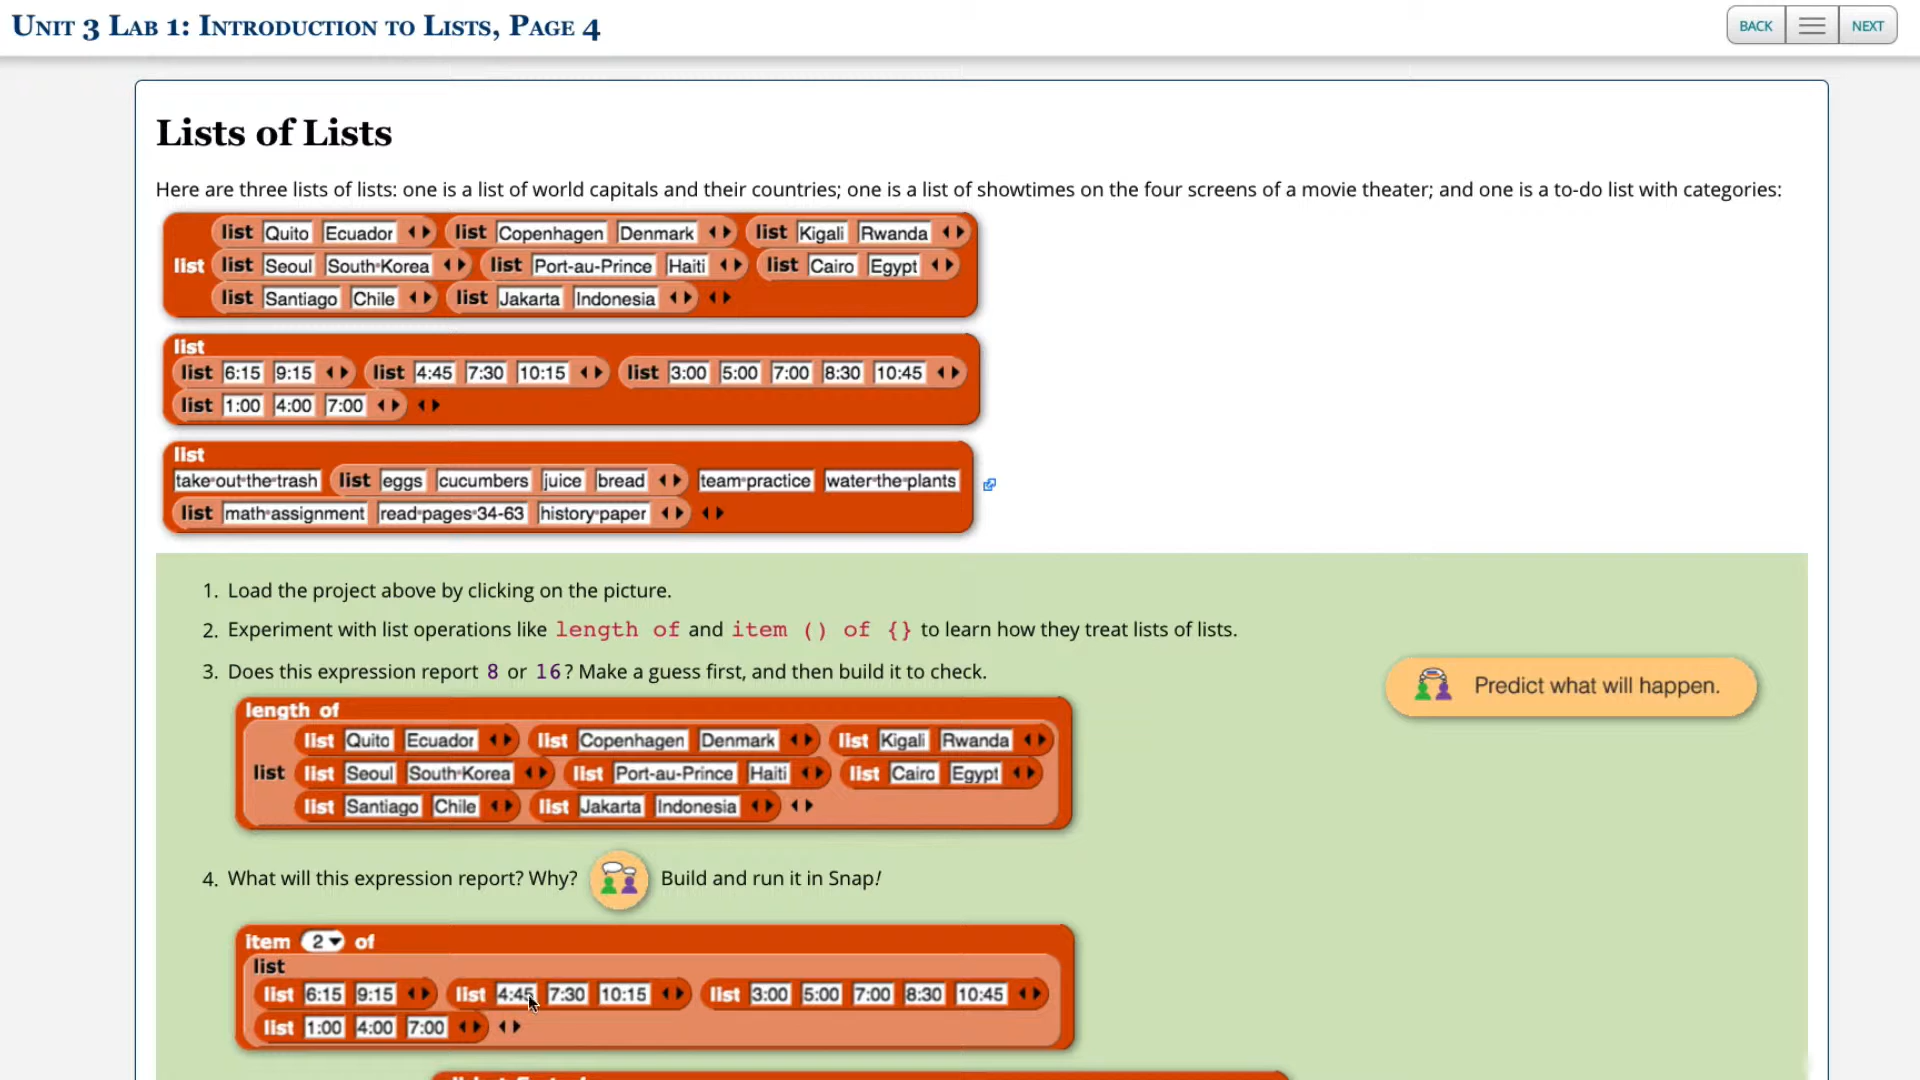 Unit 3 Lab 1: Introduction to Lists, Page 4
BACK NEXT
Lists of Lists
Here are three lists of lists: one is a list of world capitals and their countries; one is a list of showtimes on the four screens of a movie theater; and one is a to-do list with categories:
list Quito Ecuador list Copenhagen Denmark list Kigali Rwanda
list list Seoul South Korea list Port-au-Prince Haiti list Cairo Egypt
list Santiago Chile list Jakarta Indonesia
list
list 6:15 9:15 list 4:45 7:30 10:15 list 3:00 5:00 7:00 8:30 10:45
list 1:00 4:00 7:00
list
take out the trash list eggs cucumbers juice bread team practice water the plants
list math assignment read pages 34-63 history paper
1. Load the project above by clicking on the picture.
2. Experiment with list operations like length of and item () of {} to learn how they treat lists of lists.
3. Does this expression report 8 or 16? Make a guess first, and then build it to check.
Predict what will happen.
length of
list Quito Ecuador list Copenhagen Denmark list Kigali Rwanda
list list Seoul South Korea list Port-au-Prince Haiti list Cairo Egypt
list Santiago Chile list Jakarta Indonesia
4. What will this expression report? Why? Build and run it in Snap!
item 2 of
list
list 6:15 9:15 list 4:45 7:30 10:15 list 3:00 5:00 7:00 8:30 10:45
list 1:00 4:00 7:00